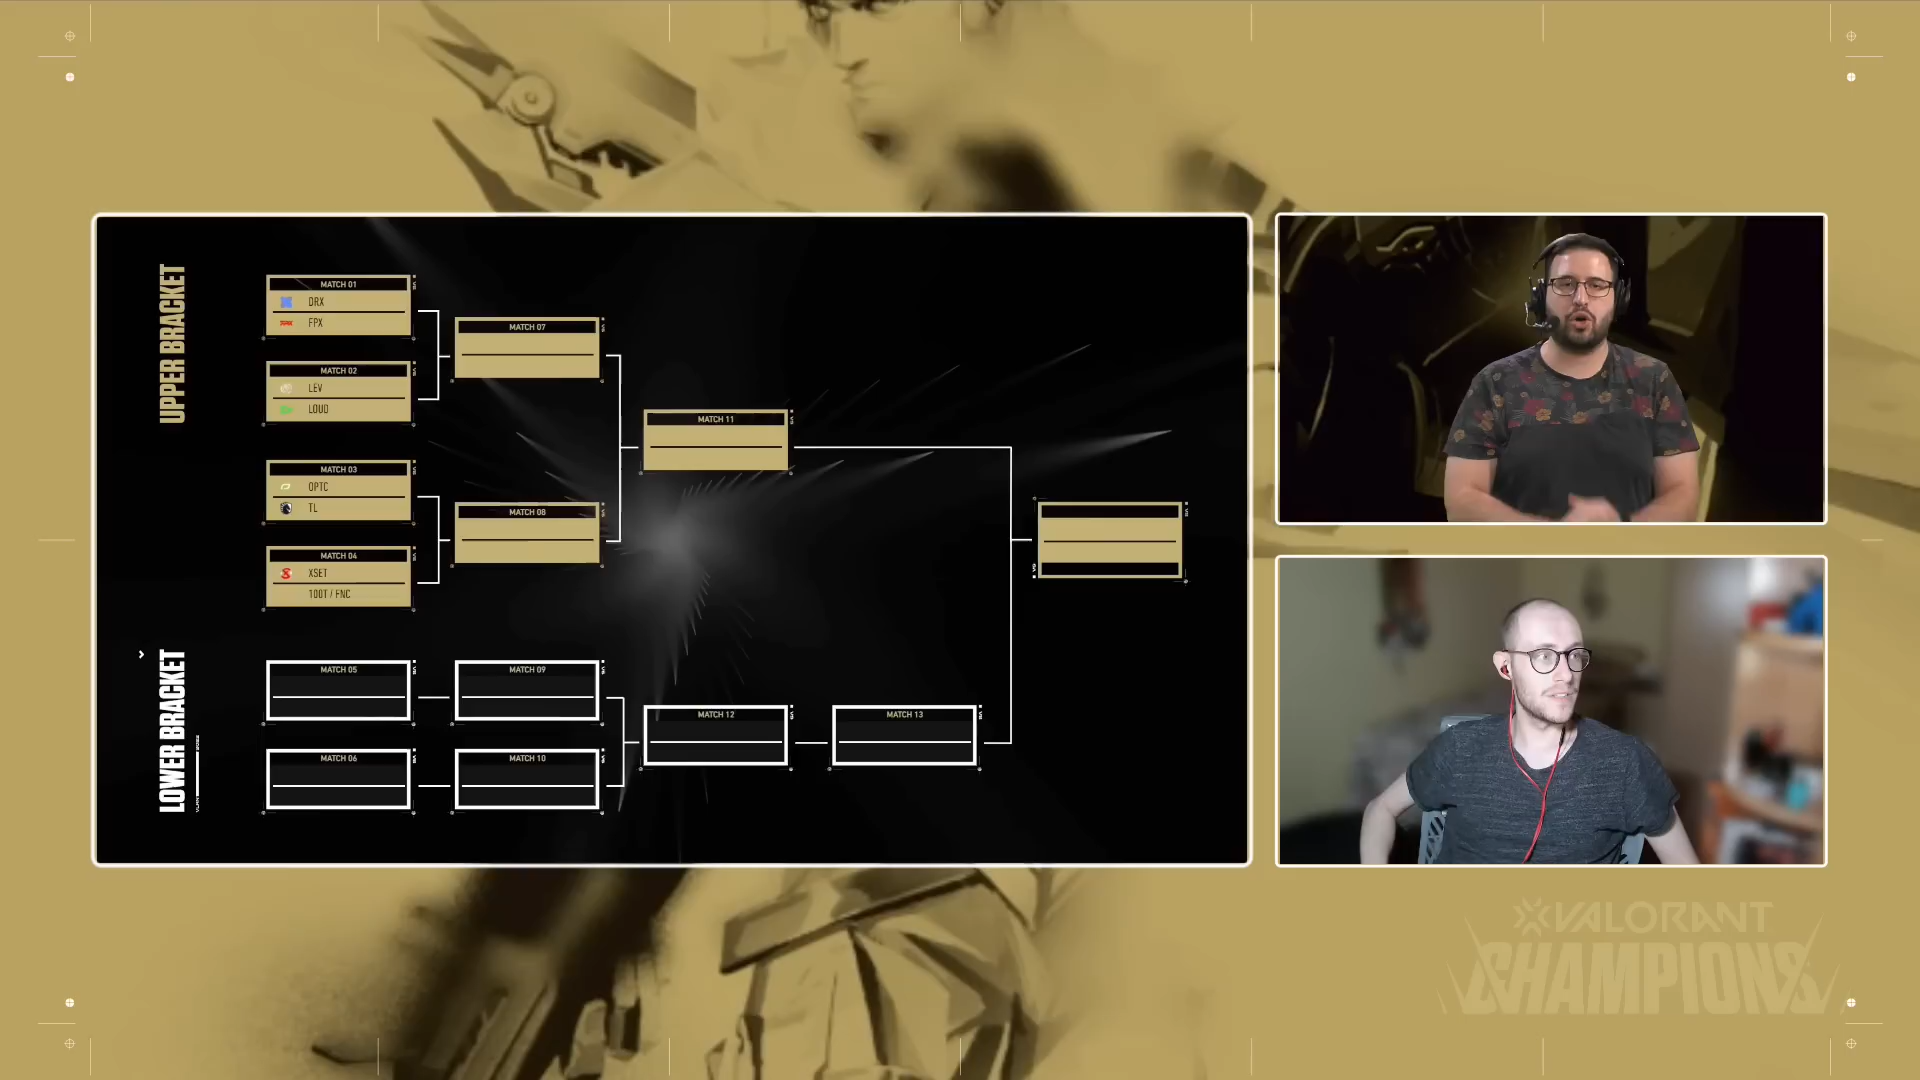 UPPER BRACKET
MATCH 01
DRX
FPX
MATCH 02
LEV
LOUD
MATCH 03
OPTC
TL
MATCH 04
XSET
100T / FNC
MATCH 07
MATCH 08
MATCH 11
LOWER BRACKET
MATCH 05
MATCH 06
MATCH 09
MATCH 10
MATCH 12
MATCH 13
VALORANT
CHAMPIONS